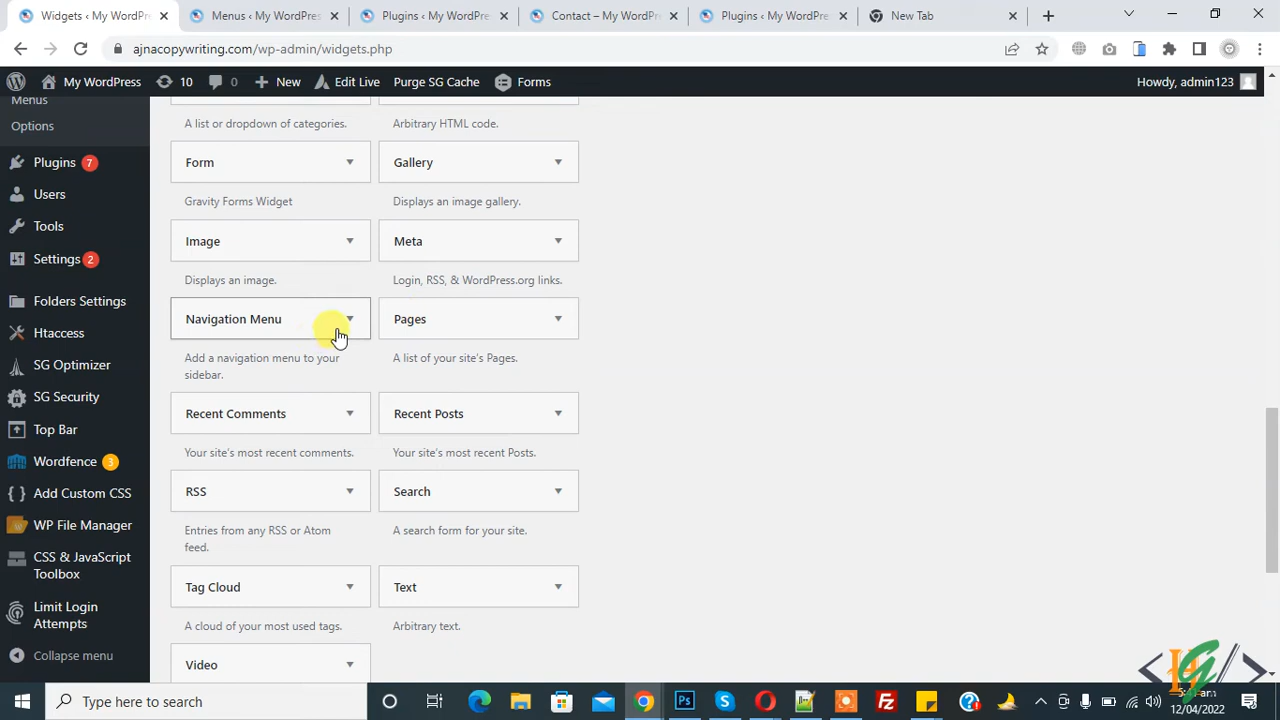 Widgets ‹ My WordPress
Menus ‹ My WordPress
Plugins ‹ My WordPress
Contact – My WordPress
Plugins ‹ My WordPress
New Tab
ajnacopywriting.com/wp-admin/widgets.php
My WordPress
10
0
New
Edit Live
Purge SG Cache
Forms
Howdy, admin123
Menus
Options
Plugins 7
Users
Tools
Settings 2
Folders Settings
Htaccess
SG Optimizer
SG Security
Top Bar
Wordfence 3
Add Custom CSS
WP File Manager
CSS & JavaScript
Toolbox
Limit Login
Attempts
Collapse menu
A list or dropdown of categories.
Arbitrary HTML code.
Form
Gallery
Gravity Forms Widget
Displays an image gallery.
Image
Meta
Displays an image.
Login, RSS, & WordPress.org links.
Navigation Menu
Pages
Add a navigation menu to your
sidebar.
A list of your site's Pages.
Recent Comments
Recent Posts
Your site's most recent comments.
Your site's most recent Posts.
RSS
Search
Entries from any RSS or Atom
feed.
A search form for your site.
Tag Cloud
Text
A cloud of your most used tags.
Arbitrary text.
Video
Type here to search
12/04/2022